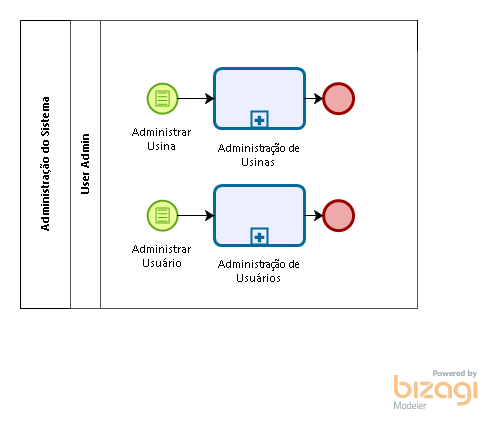 Administração do Sistema
User Admin
Administrar
Usina
Administração de
Usinas
Administrar
Usuário
Administração de
Usuários
Powered by
bizagi
Modeler